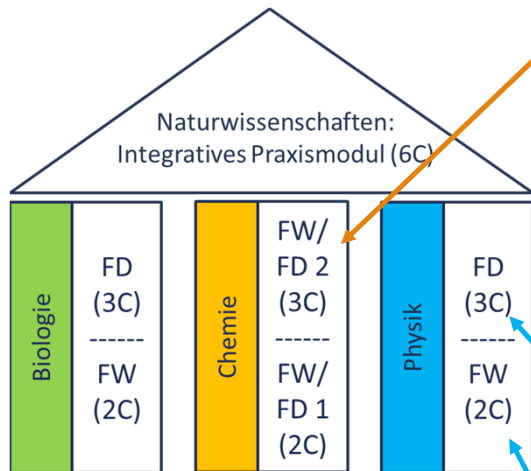 Naturwissenschaften:
Integratives Praxismodul (6C)
Biologie
FD
(3C)
------
FW
(2C)
Chemie
FW/
FD 2
(3C)
------
FW/
FD 1
(2C)
Physik
FD
(3C)
------
FW
(2C)